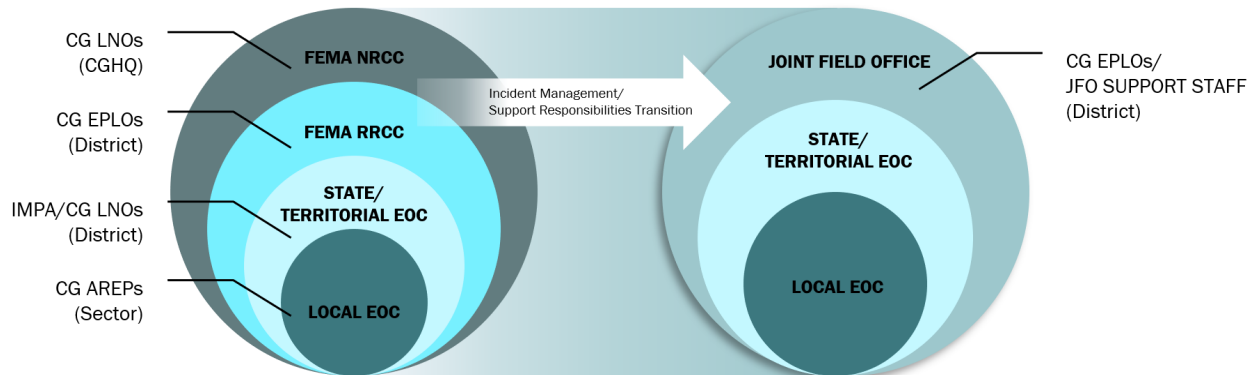 CG LNOs
(CGHQ)
CG EPLOs
(District)
IMPA/CG LNOs
(District)
CG AREPs
(Sector)
FEMA NRCC
FEMA RRCC
STATE/
TERRITORIAL EOC
LOCAL EOC
Incident Management/
Support Responsibilities Transition
JOINT FIELD OFFICE
STATE/
TERRITORIAL EOC
LOCAL EOC
CG EPLOs/
JFO SUPPORT STAFF
(District)